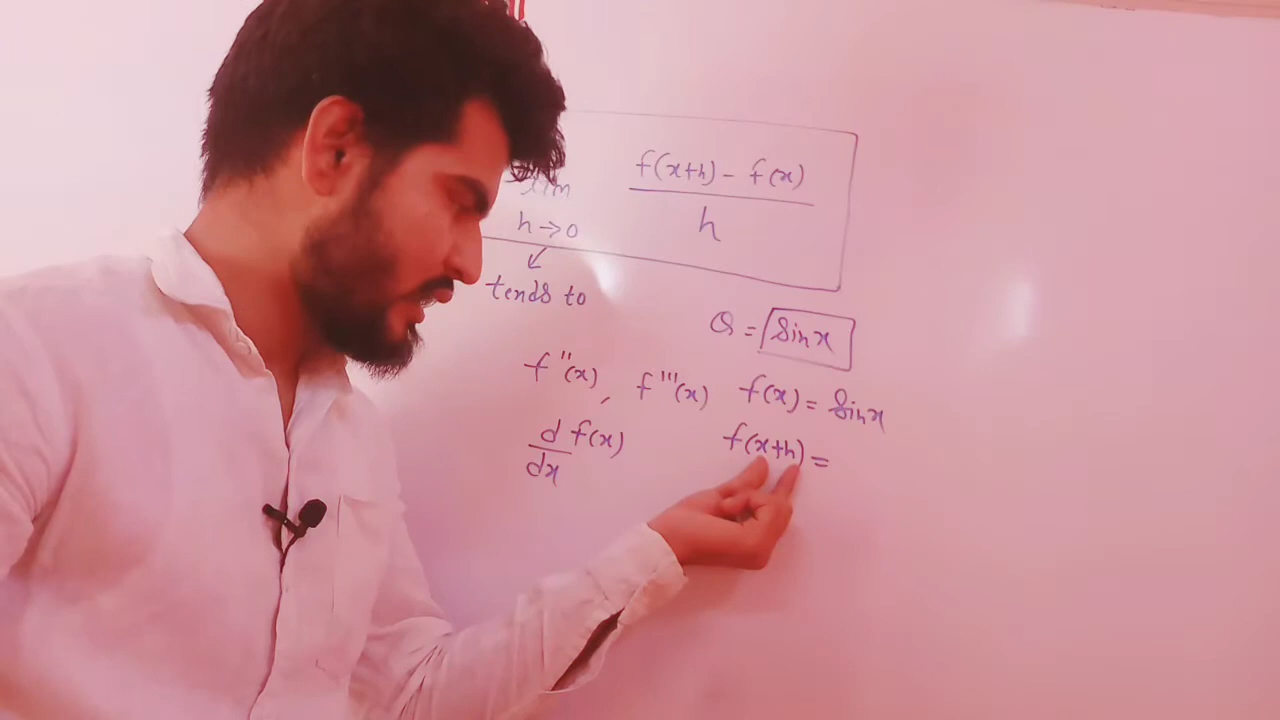 lim f(x+h) - f(x)
h→0 h
tends to
Q = Sinx
f''(x), f'''(x) f(x) = Sinx
d/dx f(x) f(x+h) =